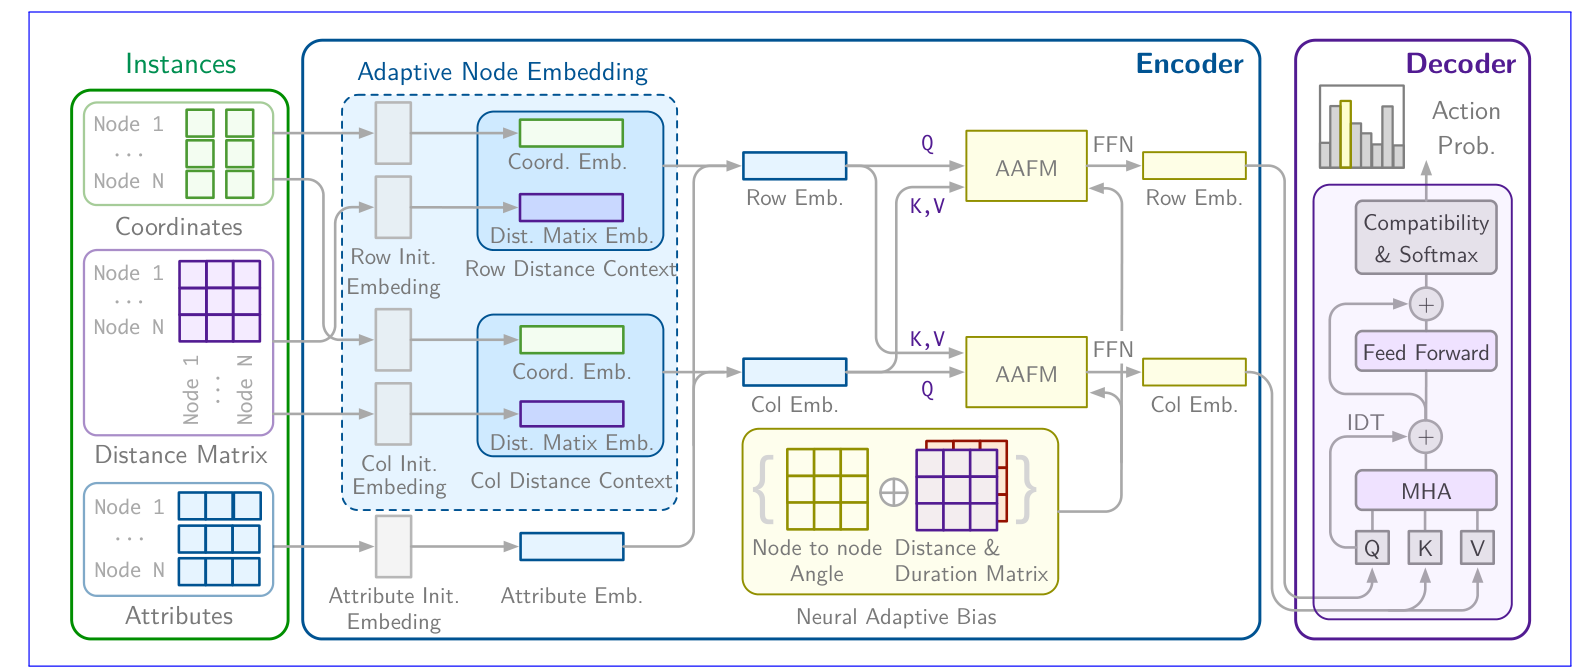 Instances
Node 1
...
Node N
Coordinates
Node 1
...
Node N
Node 1
...
Node N
Distance Matrix
Node 1
...
Node N
Attributes
Encoder
Adaptive Node Embedding
Row Init.
Embeding
Coord. Emb.
Dist. Matix Emb.
Row Distance Context
Col Init.
Embeding
Coord. Emb.
Dist. Matix Emb.
Col Distance Context
Attribute Init.
Embeding
Attribute Emb.
Row Emb.
Col Emb.
Q
K,V
AAFM
FFN
Row Emb.
K,V
Q
AAFM
FFN
Col Emb.
{
⊕
}
Node to node
Angle
Distance &
Duration Matrix
Neural Adaptive Bias
Decoder
Action
Prob.
Compatibility
& Softmax
+
Feed Forward
IDT
+
MHA
Q
K
V